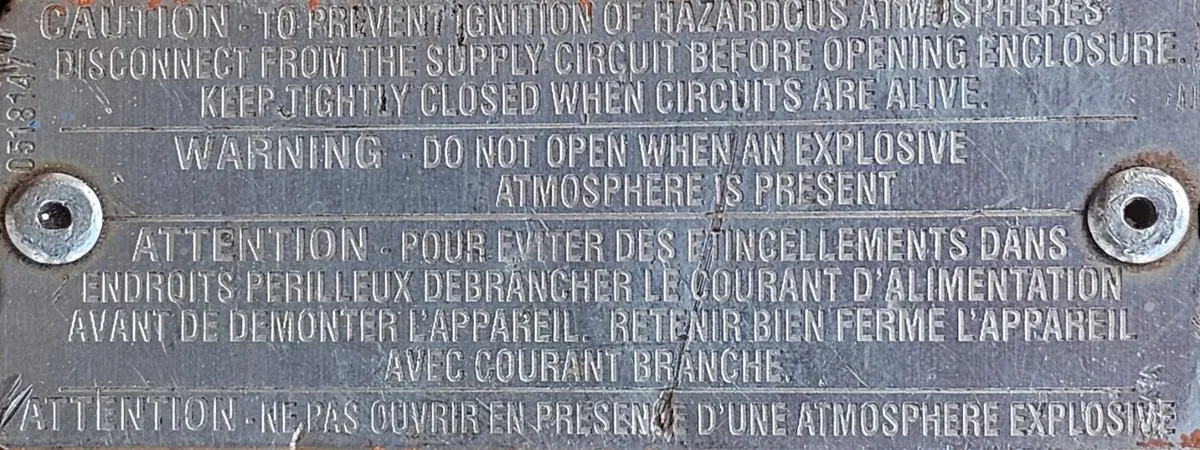 CAUTION - TO PREVENT IGNITION OF HAZARDOUS ATMOSPHERES
DISCONNECT FROM THE SUPPLY CIRCUIT BEFORE OPENING ENCLOSURE.
KEEP TIGHTLY CLOSED WHEN CIRCUITS ARE ALIVE.
WARNING - DO NOT OPEN WHEN AN EXPLOSIVE
ATMOSPHERE IS PRESENT
ATTENTION - POUR EVITER DES ETINCELLEMENTS DANS
ENDROITS PERILLEUX DEBRANCHER LE COURANT D'ALIMENTATION
AVANT DE DEMONTER L'APPAREIL. RETENIR BIEN FERME L'APPAREIL
AVEC COURANT BRANCHE.
ATTENTION - NE PAS OUVRIR EN PRESENCE D'UNE ATMOSPHERE EXPLOSIVE